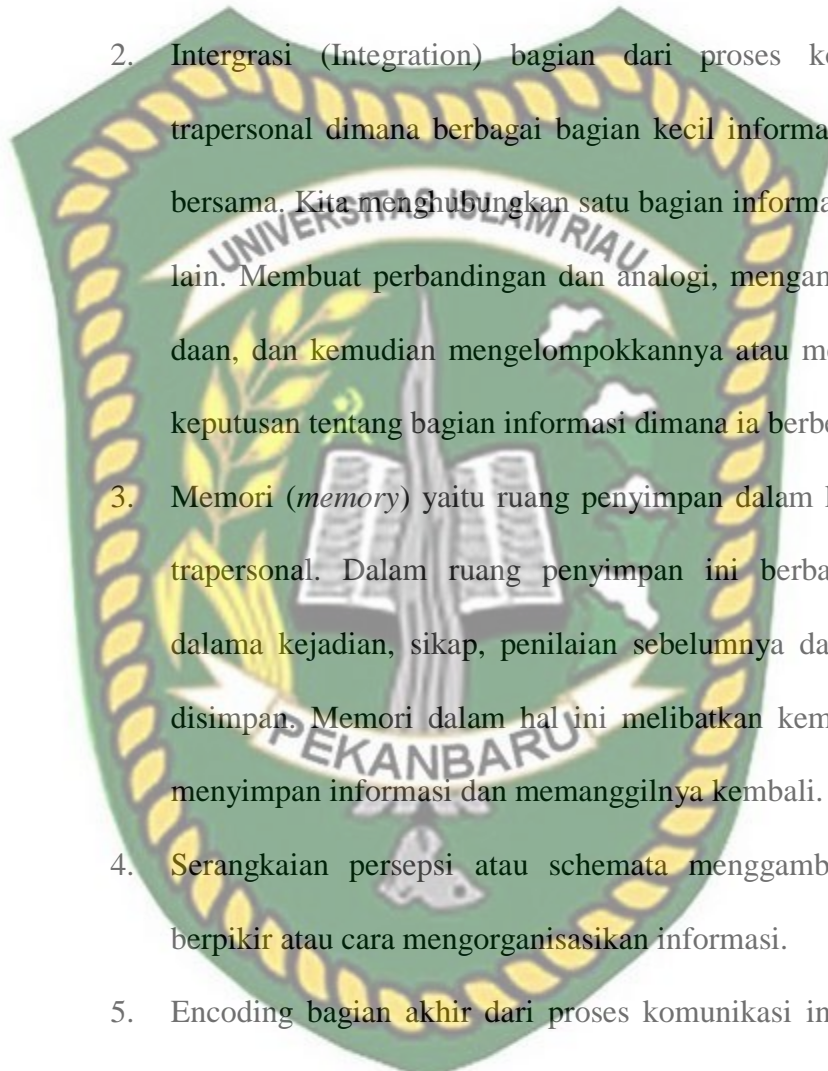 2. Intergrasi (Integration) bagian dari proses ko
trapersonal dimana berbagai bagian kecil informa
bersama. Kita menghubungkan satu bagian informa
UNIVERSITAS ISLAM RIAU
lain. Membuat perbandingan dan analogi, mengam
daan, dan kemudian mengelompokkannya atau me
keputusan tentang bagian informasi dimana ia berbe
3. Memori (memory) yaitu ruang penyimpan dalam
trapersonal. Dalam ruang penyimpan ini berba
dalama kejadian, sikap, penilaian sebelumnya da
disimpan. Memori dalam hal ini melibatkan kem
PEKANBARU
menyimpan informasi dan memanggilnya kembali.
4. Serangkaian persepsi atau schemata menggamb
berpikir atau cara mengorganisasikan informasi.
5. Encoding bagian akhir dari proses komunikasi in